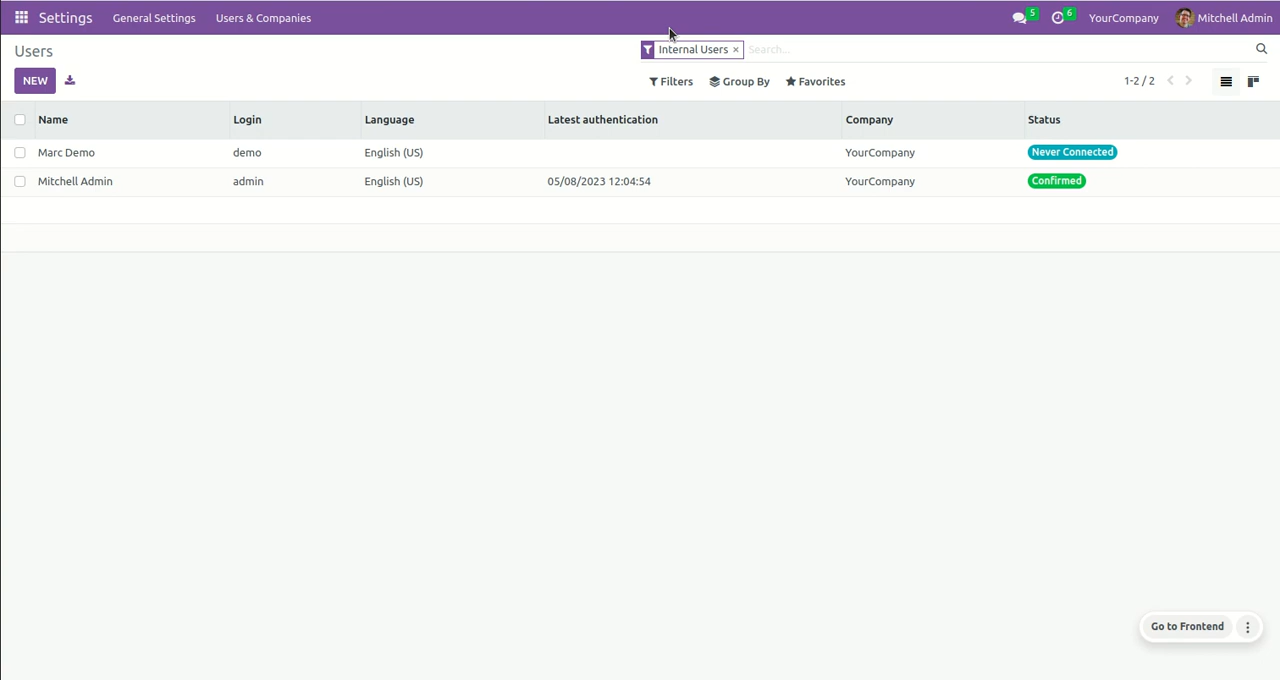 Settings General Settings Users & Companies 5 6 YourCompany Mitchell Admin
Users Internal Users × Search...
NEW Filters Group By Favorites 1-2 / 2
Name Login Language Latest authentication Company Status
Marc Demo demo English (US) YourCompany Never Connected
Mitchell Admin admin English (US) 05/08/2023 12:04:54 YourCompany Confirmed
Go to Frontend